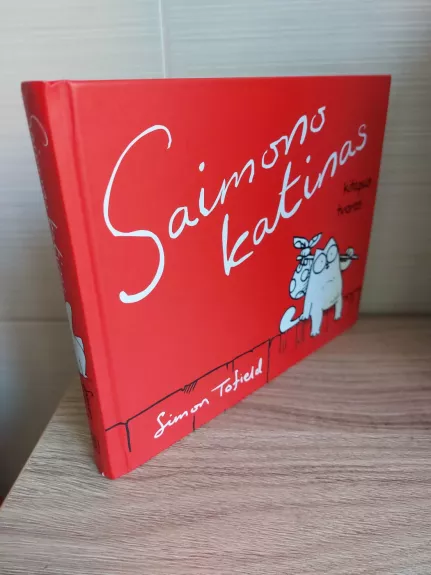 Saimono
katinas
kitapus
tvoros
Simon Tofield